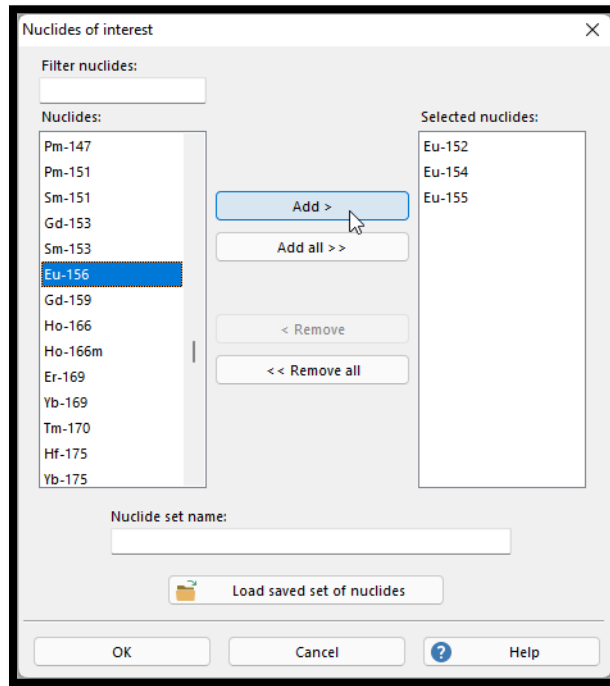 Nuclides of interest
Filter nuclides:
Nuclides:
Pm-147
Pm-151
Sm-151
Gd-153
Sm-153
Eu-156
Gd-159
Ho-166
Ho-166m
Er-169
Yb-169
Tm-170
Hf-175
Yb-175
Add >
Add all >>
< Remove
<< Remove all
Selected nuclides:
Eu-152
Eu-154
Eu-155
Nuclide set name:
Load saved set of nuclides
OK
Cancel
? Help